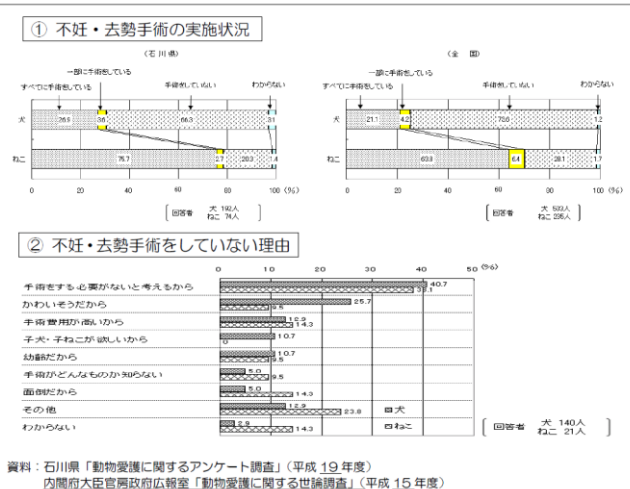 ① 不妊・去勢手術の実施状況
(石川県)
一部に手術をしている
すべてに手術をしている 手術をしていない わからない
犬 26.9 3.6 66.3 3.1
ねこ 75.7 2.7 20.3 1.4
0 20 40 60 80 100 (%)
回答者 犬 192人
ねこ 74人
(全 国)
一部に手術をしている
すべてに手術をしている 手術をしていない わからない
犬 21.1 4.2 1.2
ねこ 6.4 28.1 1.7
0 20 40 60 80 100 (%)
回答者 犬
ねこ
② 不妊・去勢手術をしていない理由
0 10 20 30 40 50 (%)
手術をする必要がないと考えるから 40.7 38.1
かわいそうだから 25.7 9.5
手術費用が高いから 12.9 14.3
子犬・子ねこが欲しいから 10.7 0
幼齢だから 10.7 9.5
手術がどんなものか知らない 5.0 9.5
面倒だから 5.0 14.3
その他 12.9 23.8
わからない 2.9 14.3
犬
ねこ
回答者 犬 140人
ねこ 21人
資料:石川県「動物愛護に関するアンケート調査」(平成 19 年度)
内閣府大臣官房政府広報室「動物愛護に関する世論調査」(平成 15 年度)